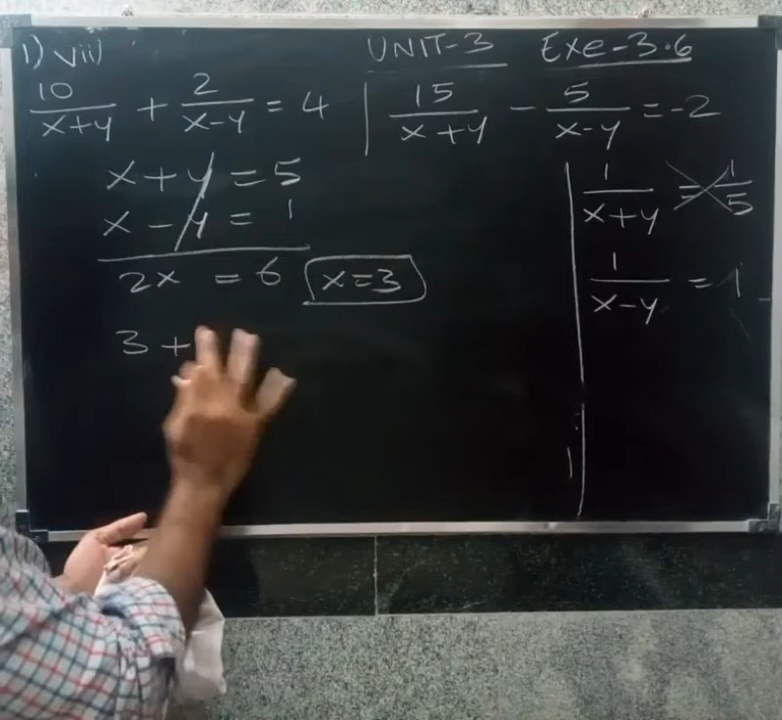 1) vii) UNIT-3 Exe-3.6
10/(x+y) + 2/(x-y) = 4 | 15/(x+y) - 5/(x-y) = -2
x+y = 5
x-y = 1
2x = 6 x=3
3 +
1/(x+y) = 1/5
1/(x-y) = 1